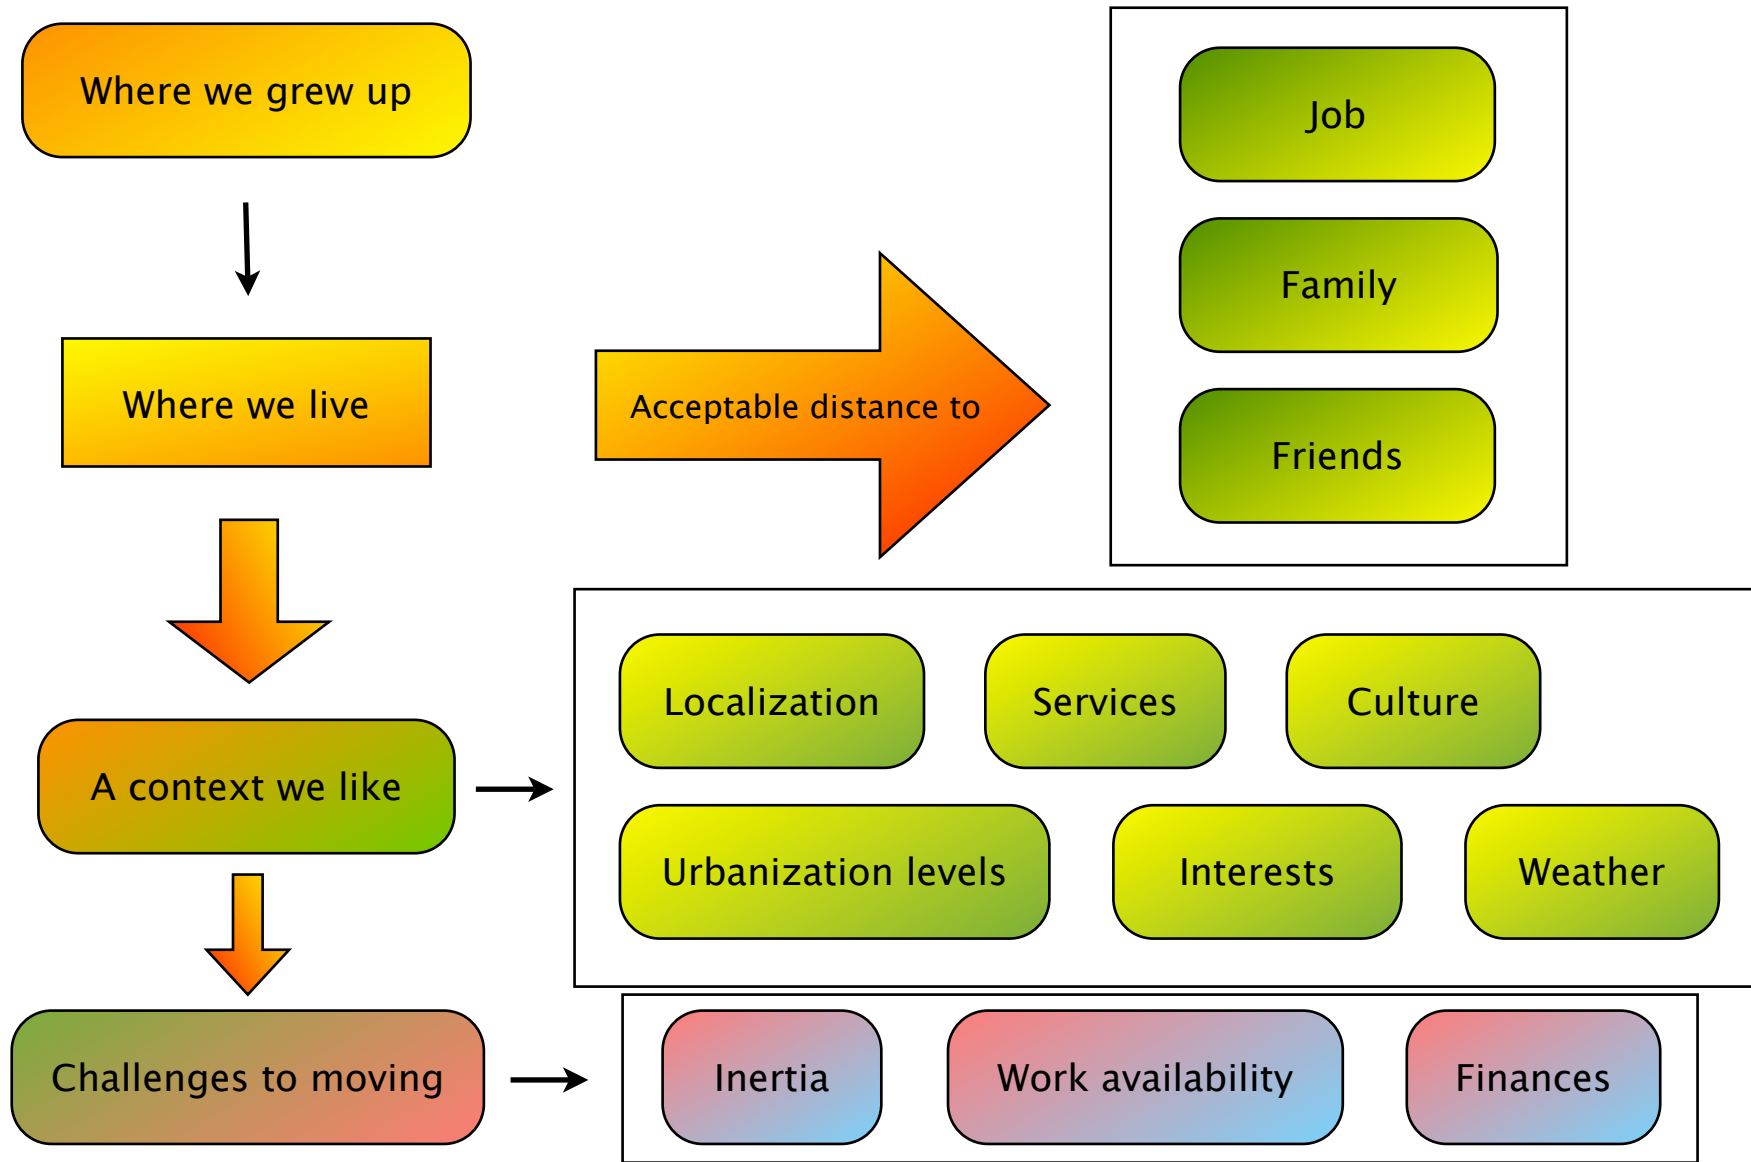 Where we grew up
Job
Family
Where we live
Acceptable distance to
Friends
Localization
Services
Culture
A context we like
Urbanization levels
Interests
Weather
Challenges to moving
Inertia
Work availability
Finances